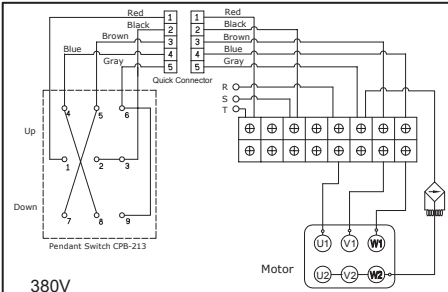 Red
Black
Brown
Blue
Gray
1
2
3
4
5
Quick Connector
1
2
3
4
5
Red
Black
Brown
Blue
Gray
R
S
T
Up
Down
4
5
6
1
2
3
7
8
9
Pendant Switch CPB-213
Motor
U1
V1
W1
U2
V2
W2
380V